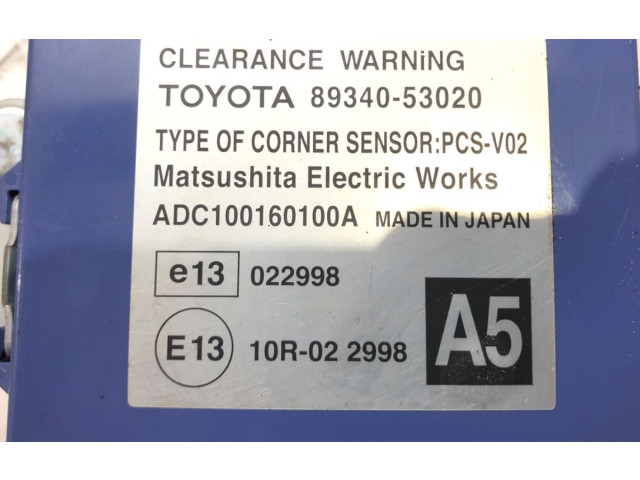 CLEARANCE WARNiNG
TOYOTA 89340-53020
TYPE OF CORNER SENSOR:PCS-V02
Matsushita Electric Works
ADC100160100A MADE IN JAPAN
e13 022998
E13 10R-02 2998
A5